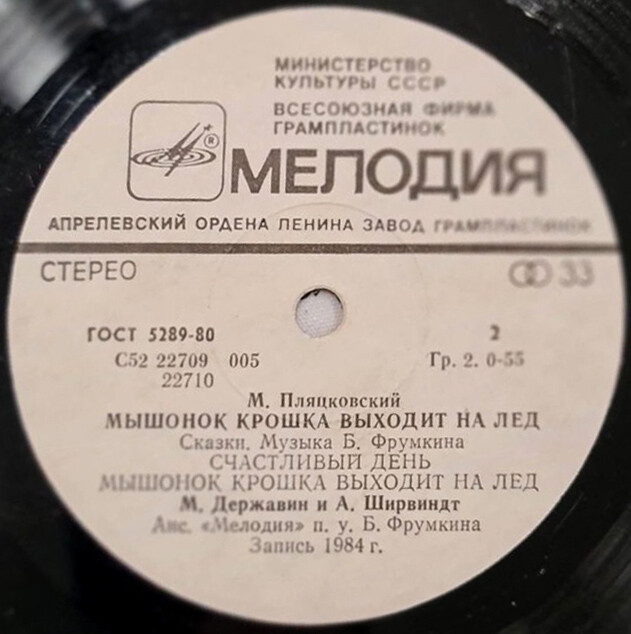 МИНИСТЕРСТВО
КУЛЬТУРЫ СССР
ВСЕСОЮЗНАЯ ФИРМА
ГРАМПЛАСТИНОК
®
МЕЛОДИЯ
АПРЕЛЕВСКИЙ ОРДЕНА ЛЕНИНА ЗАВОД ГРАМПЛАСТИНОК
СТЕРЕО
33
ГОСТ 5289-80
2
С52 22709 005
Гр. 2. 0-55
22710
М. Пляцковский
МЫШОНОК КРОШКА ВЫХОДИТ НА ЛЕД
Сказки. Музыка Б. Фрумкина
СЧАСТЛИВЫЙ ДЕНЬ
МЫШОНОК КРОШКА ВЫХОДИТ НА ЛЕД
М. Державин и А. Ширвиндт
Анс. «Мелодия» п. у. Б. Фрумкина
Запись 1984 г.